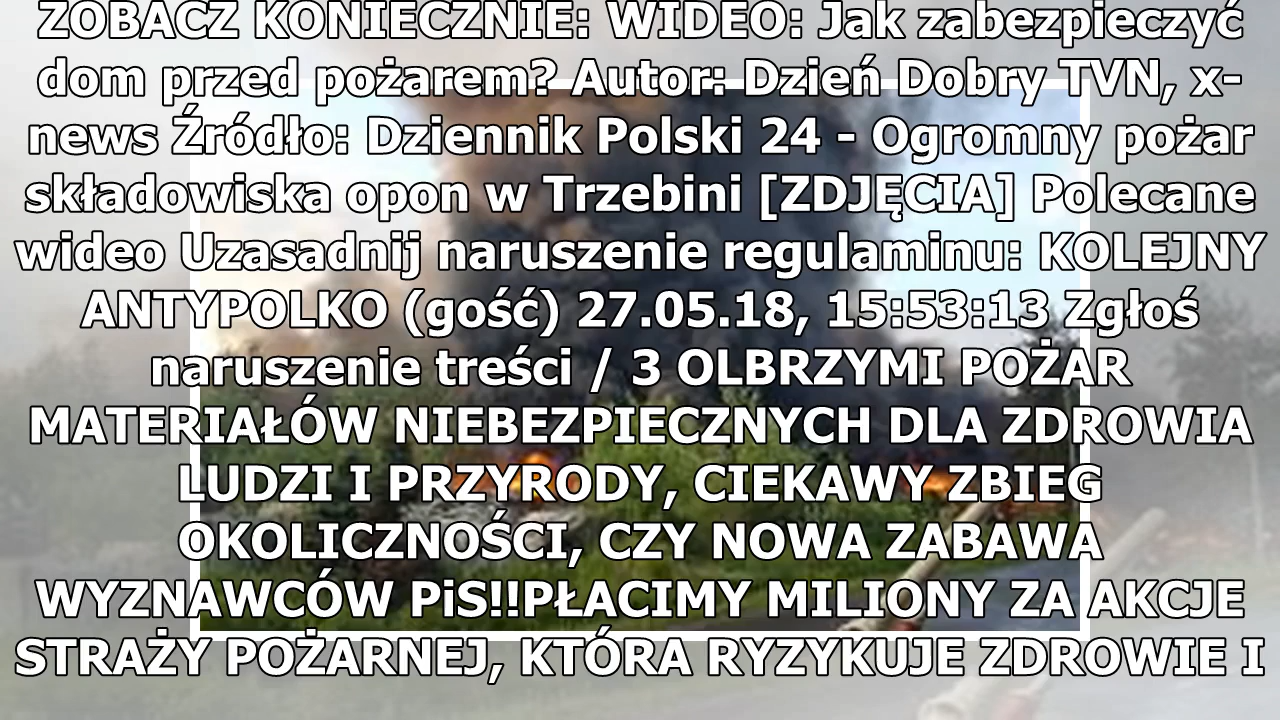 ZOBACZ KONIECZNIE: WIDEO: Jak zabezpieczyć
dom przed pożarem? Autor: Dzień Dobry TVN, x-
news Źródło: Dziennik Polski 24 - Ogromny pożar
składowiska opon w Trzebini [ZDJĘCIA] Polecane
wideo Uzasadnij naruszenie regulaminu: KOLEJNY
ANTYPOLKO (gość) 27.05.18, 15:53:13 Zgłoś
naruszenie treści / 3 OLBRZYMI POŻAR
MATERIAŁÓW NIEBEZPIECZNYCH DLA ZDROWIA
LUDZI I PRZYRODY, CIEKAWY ZBIEG
OKOLICZNOŚCI, CZY NOWA ZABAWA
WYZNAWCÓW PiS!!PŁACIMY MILIONY ZA AKCJE
STRAŻY POŻARNEJ, KTÓRA RYZYKUJE ZDROWIE I